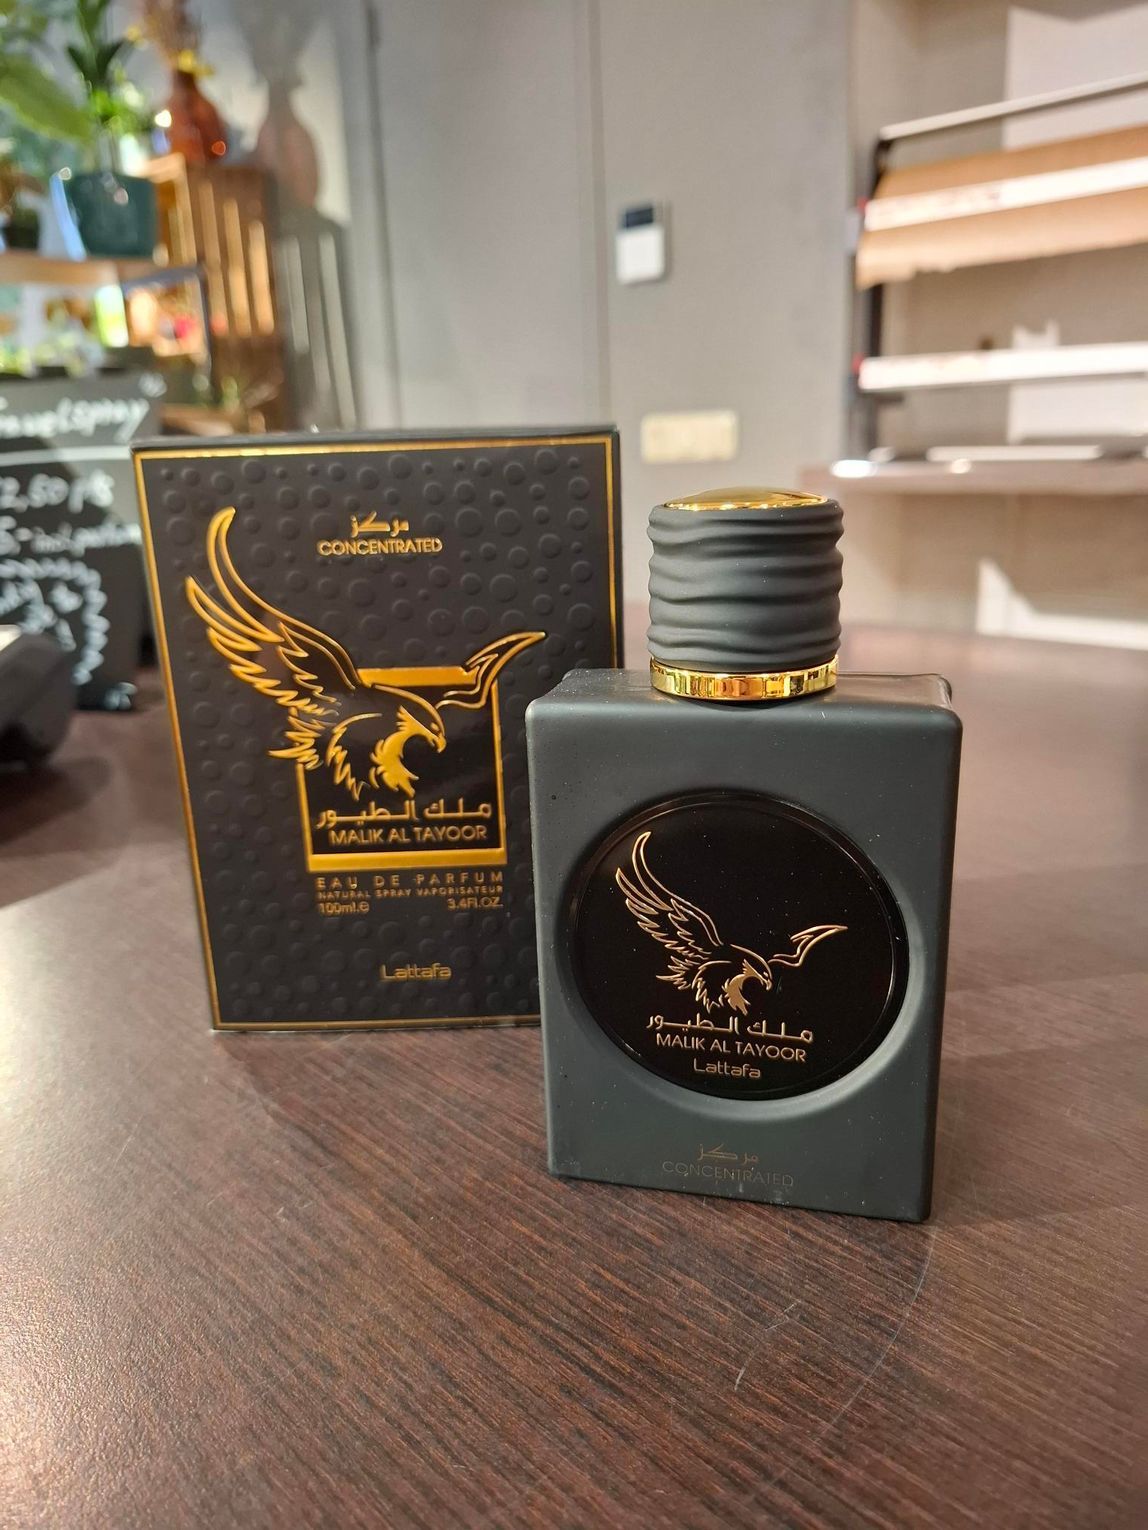 مركز
CONCENTRATED
ملك الطيور
MALIK AL TAYOOR
EAU DE PARFUM
NATURAL SPRAY VAPORISATEUR
100ml.e 3.4Fl.OZ.
Lattafa
ملك الطيور
MALIK AL TAYOOR
Lattafa
مركز
CONCENTRATED